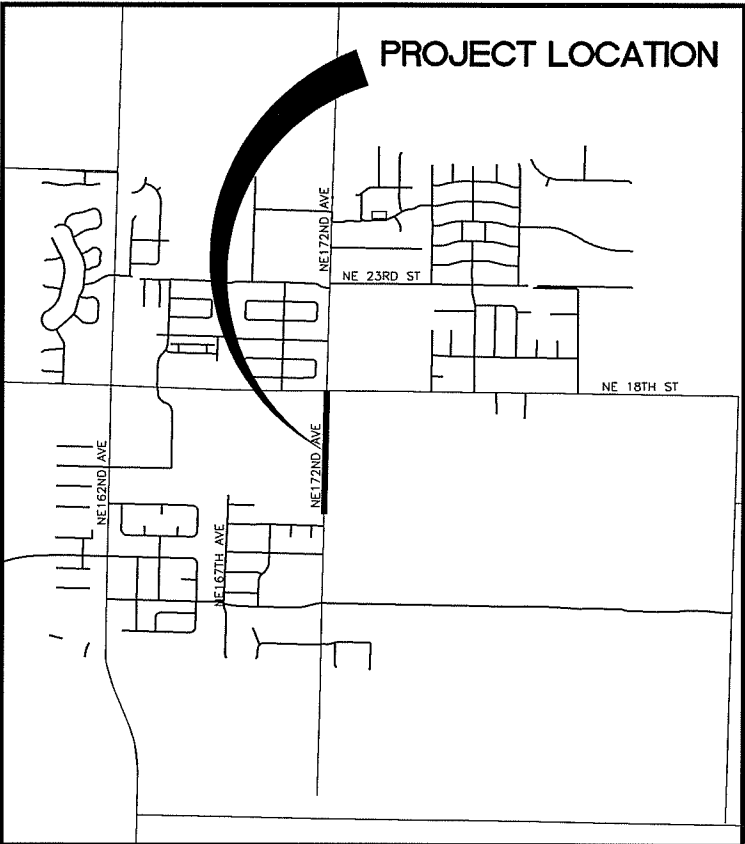 PROJECT LOCATION
NE172ND AVE
NE 23RD ST
NE 18TH ST
NE172ND AVE
NE162ND AVE
NE167TH AVE